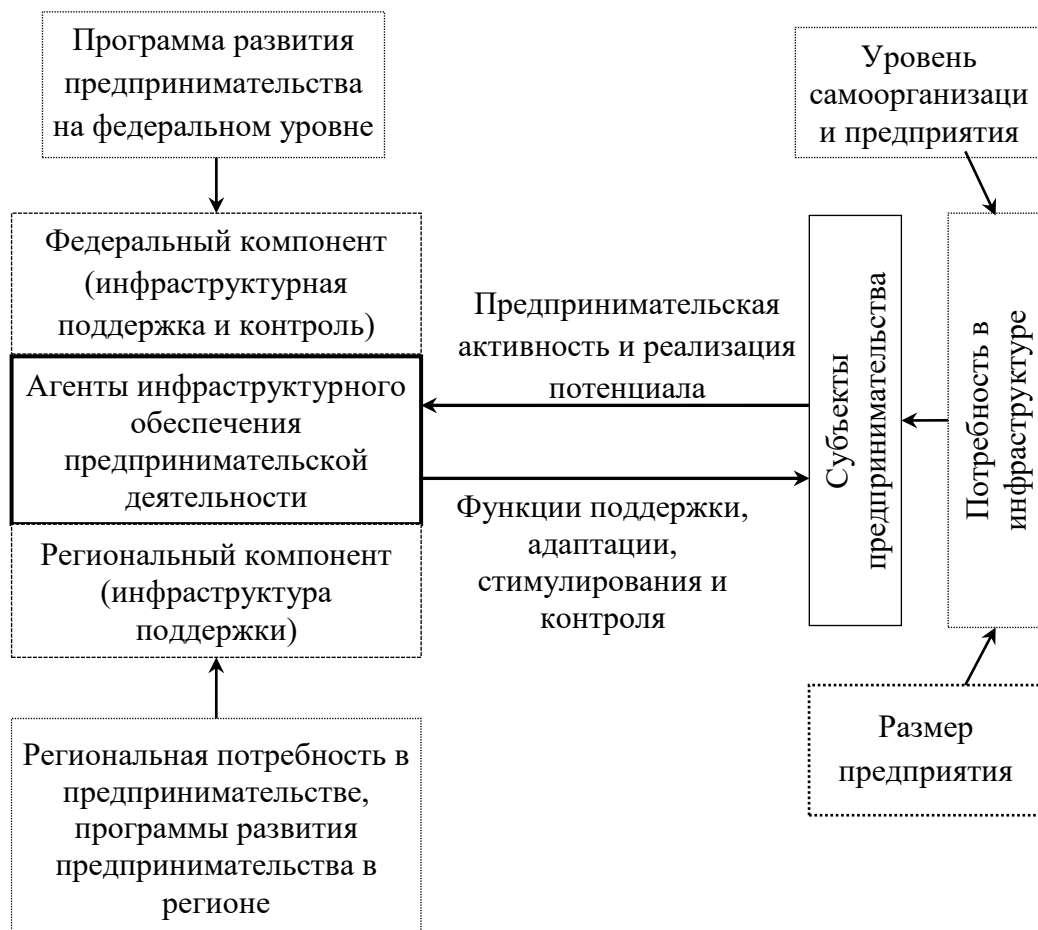 Программа развития
предпринимательства
на федеральном уровне
Уровень
самоорганизаци
и предприятия
Федеральный компонент
(инфраструктурная
поддержка и контроль)
Агенты инфраструктурного
обеспечения
предпринимательской
деятельности
Региональный компонент
(инфраструктура
поддержки)
Региональная потребность в
предпринимательстве,
программы развития
предпринимательства в
регионе
Предпринимательская
активность и реализация
потенциала
Функции поддержки,
адаптации,
стимулирования и
контроля
Субъекты
предпринимательства
Потребность в
инфраструктуре
Размер
предприятия